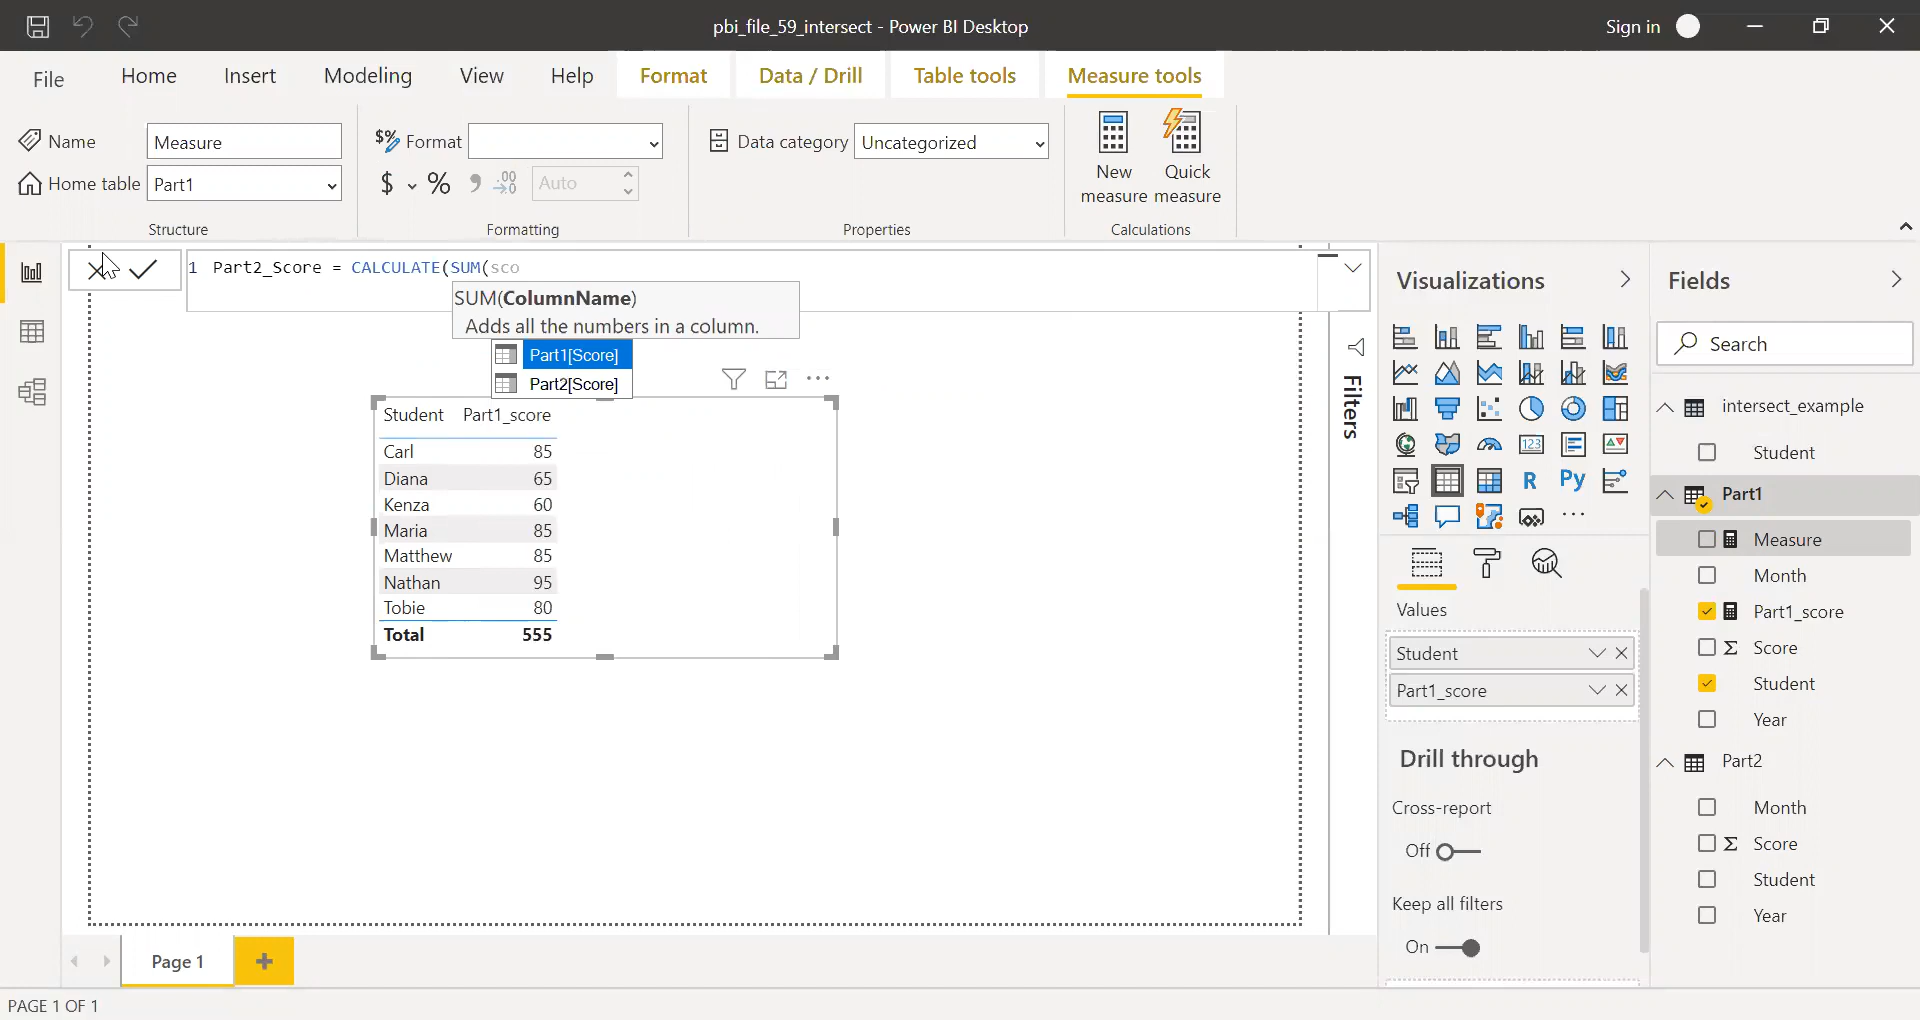 pbi_file_59_intersect - Power BI Desktop
Sign in
File Home Insert Modeling View Help Format Data / Drill Table tools Measure tools
Name Measure
Home table Part1
Structure
$% Format
$ % 9 .00 Auto
Formatting
Data category Uncategorized
Properties
New measure
Quick measure
Calculations
1 Part2_Score = CALCULATE(SUM(sco
SUM(ColumnName)
Adds all the numbers in a column.
Part1[Score]
Part2[Score]
Student Part1_score
Carl 85
Diana 65
Kenza 60
Maria 85
Matthew 85
Nathan 95
Tobie 80
Total 555
Filters
Visualizations
123
R Py
Values
Student
Part1_score
Drill through
Cross-report
Off
Keep all filters
On
Fields
Search
intersect_example
Student
Part1
Measure
Month
Part1_score
Σ Score
Student
Year
Part2
Month
Σ Score
Student
Year
Page 1
PAGE 1 OF 1